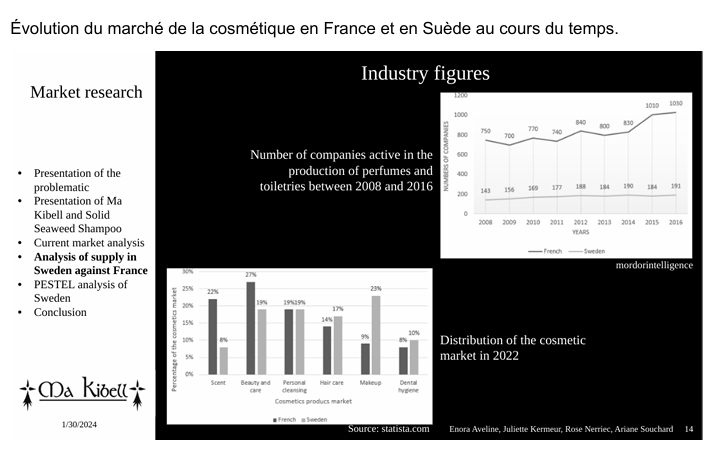 Évolution du marché de la cosmétique en France et en Suède au cours du temps.
Market research
• Presentation of the
problematic
• Presentation of Ma
Kibell and Solid
Seaweed Shampoo
• Current market analysis
• Analysis of supply in
Sweden against France
• PESTEL analysis of
Sweden
• Conclusion
Ma Kibell
1/30/2024
Industry figures
Number of companies active in the
production of perfumes and
toiletries between 2008 and 2016
NUMBERS OF COMPANIES
1200
1000
800
600
400
200
0
750 700 770 740 840 800 830 1010 1030
143 156 169 177 188 184 190 184 191
2008 2009 2010 2011 2012 2013 2014 2015 2016
YEARS
French Sweden
mordorintelligence
Percentage of the cosmetics market
30%
25%
20%
15%
10%
5%
0%
22% 8% 27% 19% 19% 19% 14% 17% 9% 23% 8% 10%
Scent Beauty and Personal Hair care Makeup Dental
care cleansing hygiene
Cosmetics producs market
French Sweden
Source: statista.com
Distribution of the cosmetic
market in 2022
Enora Aveline, Juliette Kermeur, Rose Nerriec, Ariane Souchard 14